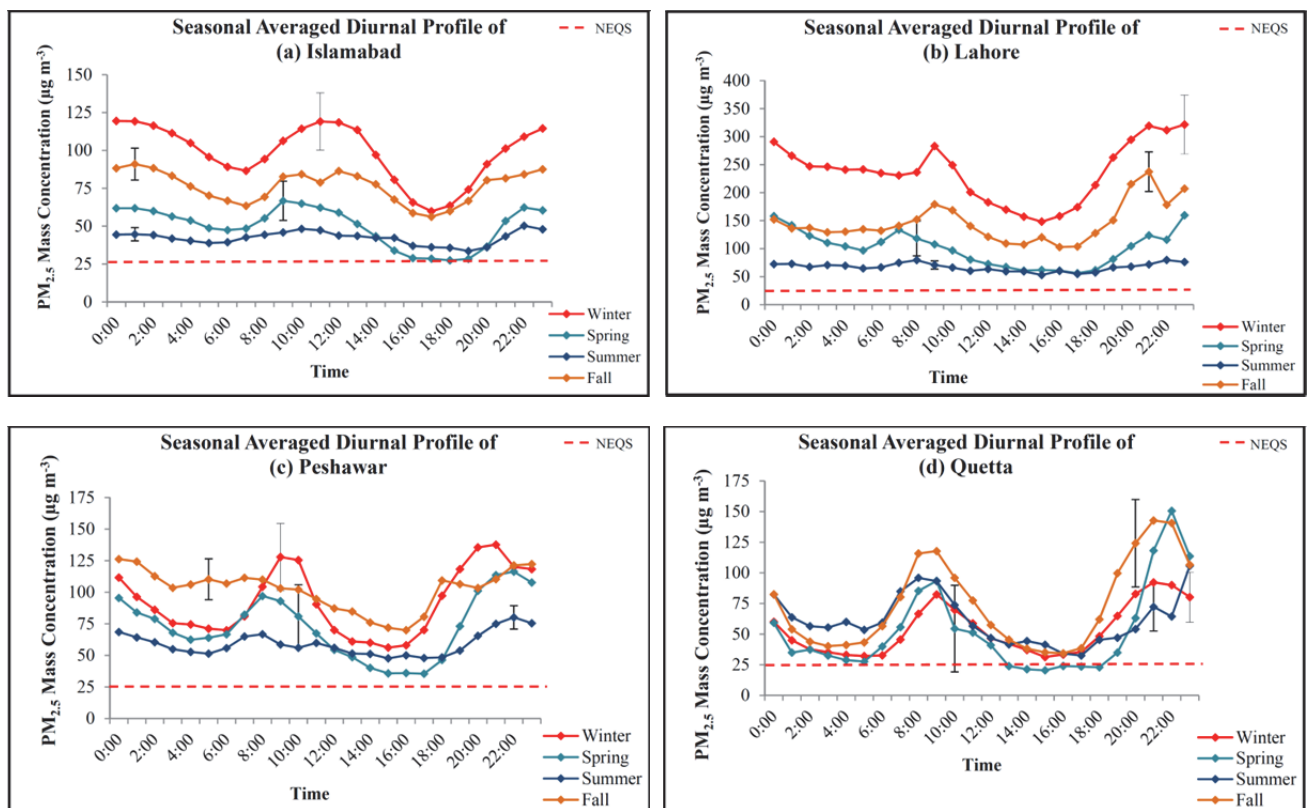 Seasonal Averaged Diurnal Profile of
(a) Islamabad
NEQS
PM2.5 Mass Concentration (µg m-3)
150
125
100
75
50
25
0
0:00
2:00
4:00
6:00
8:00
10:00
12:00
14:00
16:00
18:00
20:00
22:00
Time
Winter
Spring
Summer
Fall
Seasonal Averaged Diurnal Profile of
(b) Lahore
NEQS
PM2.5 Mass Concentration (µg m-3)
400
350
300
250
200
150
100
50
0
0:00
2:00
4:00
6:00
8:00
10:00
12:00
14:00
16:00
18:00
20:00
22:00
Time
Winter
Spring
Summer
Fall
Seasonal Averaged Diurnal Profile of
(c) Peshawar
NEQS
PM2.5 Mass Concentration (µg m-3)
175
150
125
100
75
50
25
0
0:00
2:00
4:00
6:00
8:00
10:00
12:00
14:00
16:00
18:00
20:00
22:00
Time
Winter
Spring
Summer
Fall
Seasonal Averaged Diurnal Profile of
(d) Quetta
NEQS
PM2.5 Mass Concentration (µg m-3)
175
150
125
100
75
50
25
0
0:00
2:00
4:00
6:00
8:00
10:00
12:00
14:00
16:00
18:00
20:00
22:00
Time
Winter
Spring
Summer
Fall